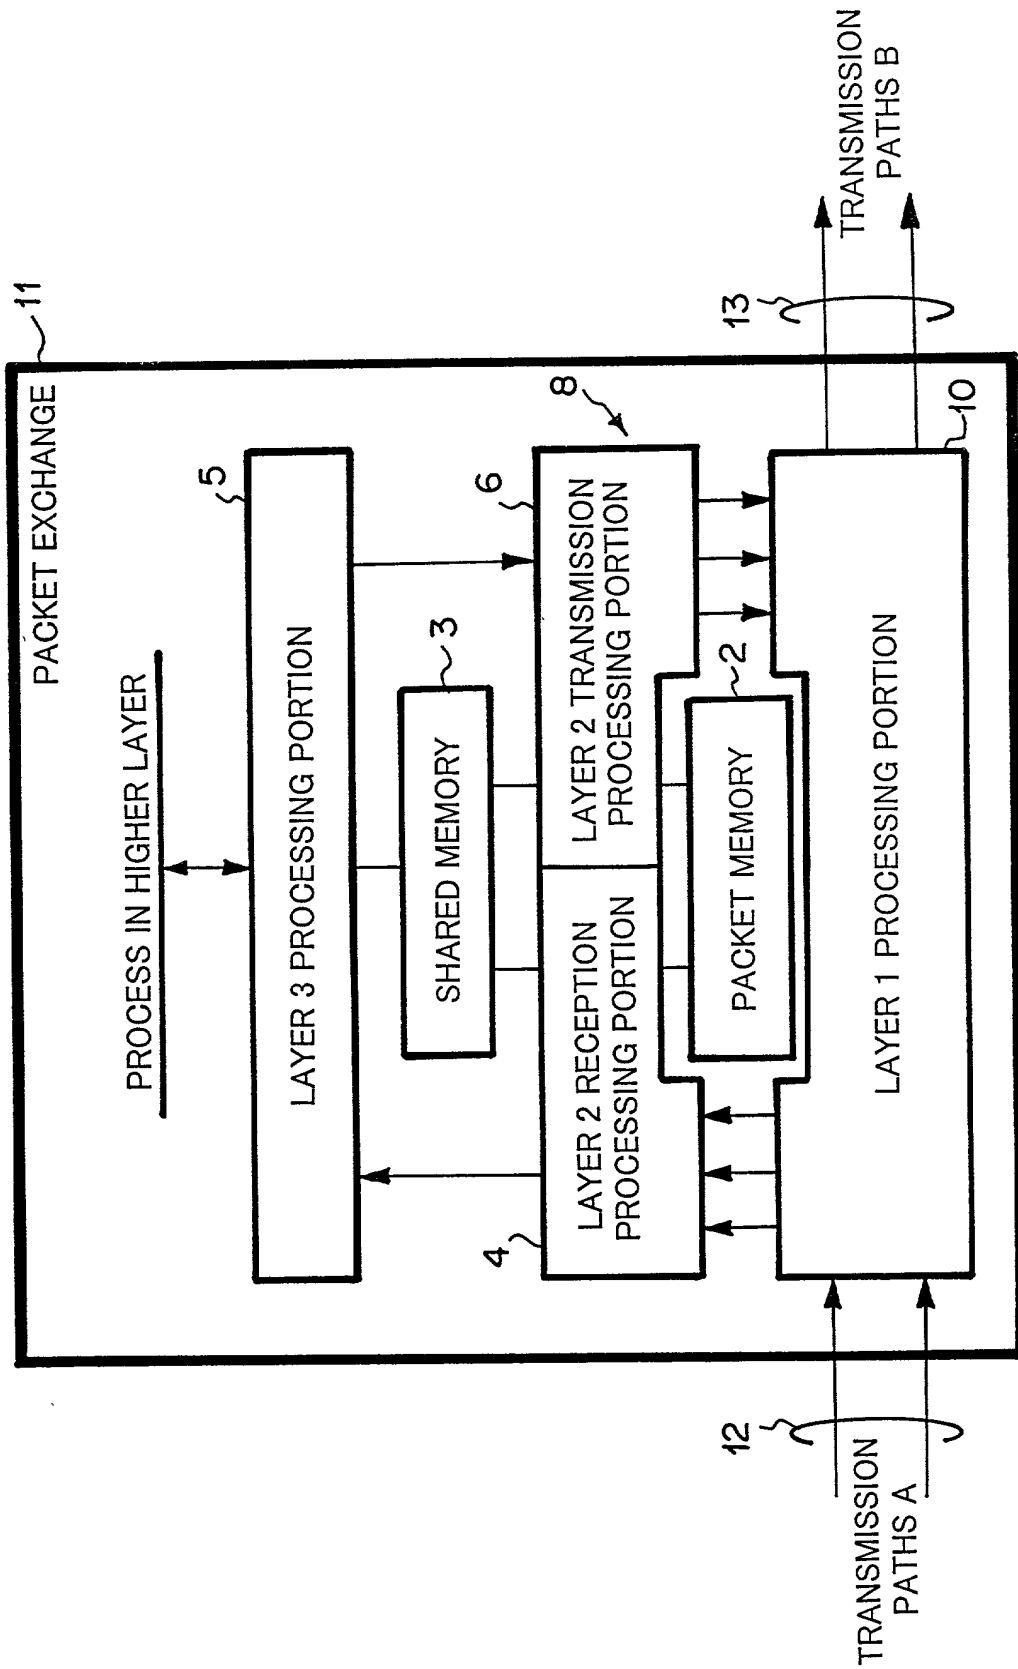 11
PACKET EXCHANGE
PROCESS IN HIGHER LAYER
5
LAYER 3 PROCESSING PORTION
3
SHARED MEMORY
8
4
LAYER 2 RECEPTION
PROCESSING PORTION
6
LAYER 2 TRANSMISSION
PROCESSING PORTION
2
PACKET MEMORY
10
LAYER 1 PROCESSING PORTION
12
TRANSMISSION
PATHS A
13
TRANSMISSION
PATHS B